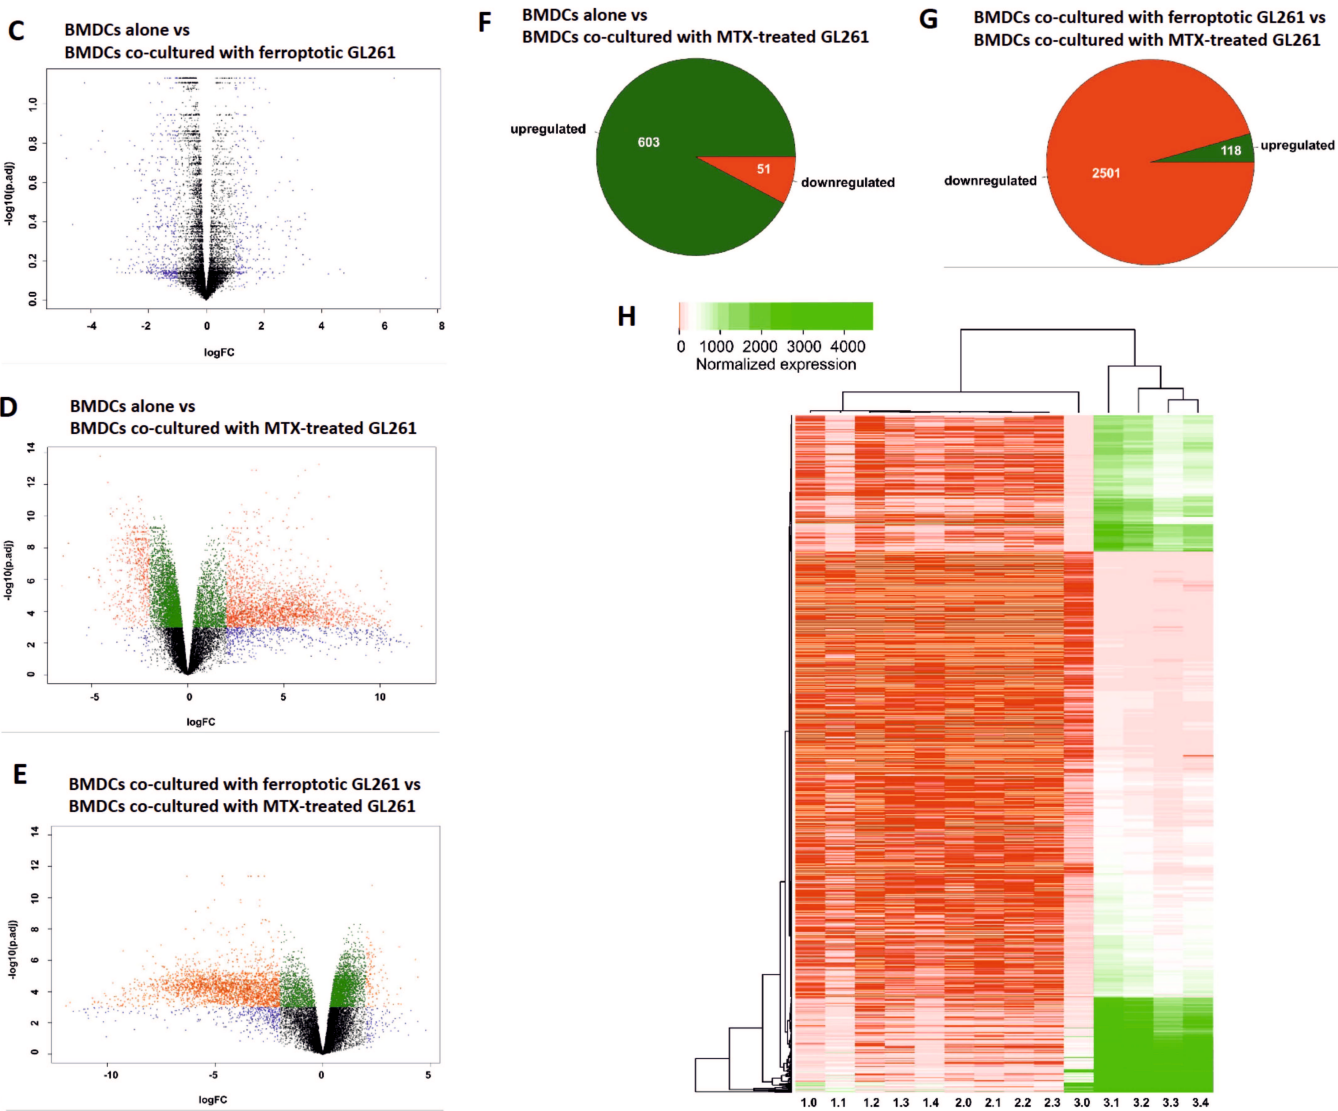 C
BMDCs alone vs
BMDCs co-cultured with ferroptotic GL261
-log10(p.adj)
1.0
0.8
0.6
0.4
0.2
0.0
-4 -2 0 2 4 6 8
logFC
D
BMDCs alone vs
BMDCs co-cultured with MTX-treated GL261
-log10(p.adj)
14
12
10
8
6
4
2
0
-5 0 5 10
logFC
E
BMDCs co-cultured with ferroptotic GL261 vs
BMDCs co-cultured with MTX-treated GL261
-log10(p.adj)
14
12
10
8
6
4
2
0
-10 -5 0 5
logFC
F
BMDCs alone vs
BMDCs co-cultured with MTX-treated GL261
upregulated
603
51
downregulated
G
BMDCs co-cultured with ferroptotic GL261 vs
BMDCs co-cultured with MTX-treated GL261
118
upregulated
downregulated
2501
H
0 1000 2000 3000 4000
Normalized expression
1.0 1.1 1.2 1.3 1.4 2.0 2.1 2.2 2.3 3.0 3.1 3.2 3.3 3.4